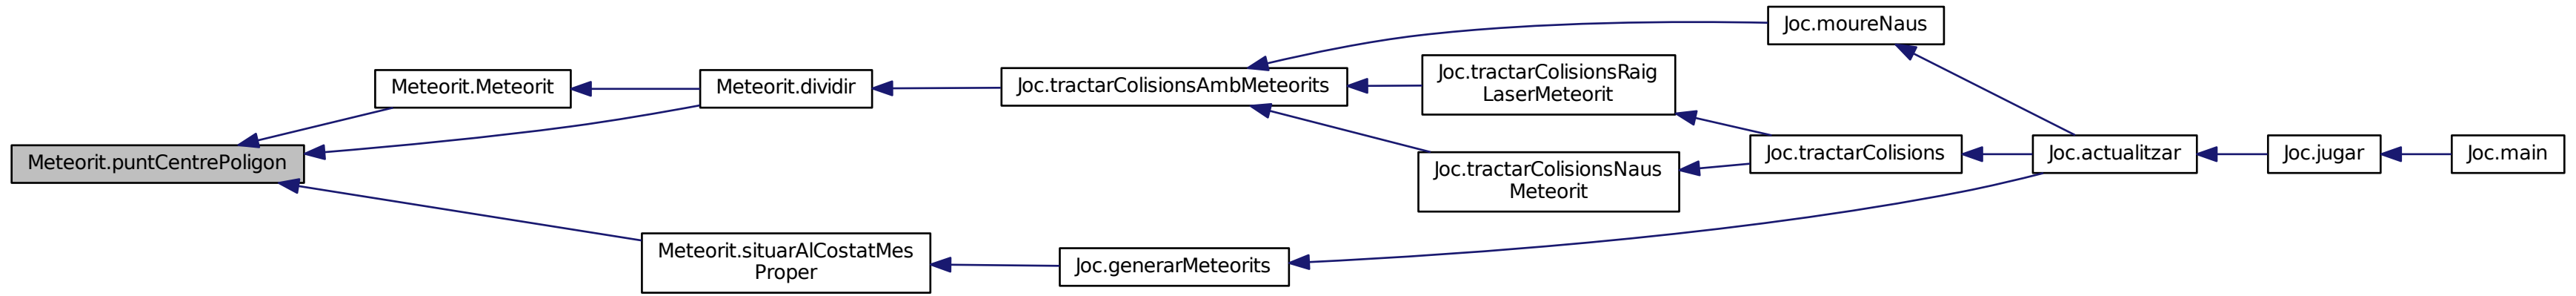 Joc.moureNaus
Joc.tractarColisionsRaig
LaserMeteorit
Meteorit.Meteorit
Meteorit.dividir
Joc.tractarColisionsAmbMeteorits
Meteorit.puntCentrePoligon
Joc.tractarColisions
Joc.actualitzar
Joc.jugar
Joc.main
Joc.tractarColisionsNaus
Meteorit
Meteorit.situarAlCostatMes
Proper
Joc.generarMeteorits